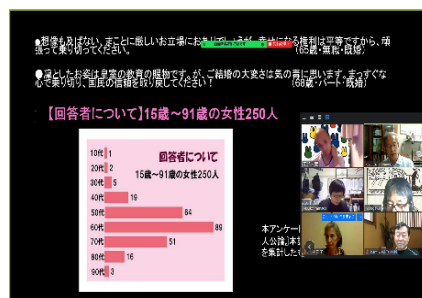 ●想像も及ばない、まことに厳しいお立場におありでしょうが、幸せになる権利は平等ですから、頑
張って乗り切ってください。 (65歳・無職・既婚)
●凛としたお姿は皇室の教育の賜物です、が、ご結婚の大変さは気の毒に思います。まっすぐな
心で乗り切り、国民の信頼を取り戻してください! (68歳・パート・既婚)
【回答者について】15歳〜91歳の女性250人
回答者について
15歳〜91歳の女性250人
10代 1
20代 2
30代 5
40代 19
50代 64
60代 89
70代 51
80代 16
90代 3
本アンケー
人公論』本
を集計した